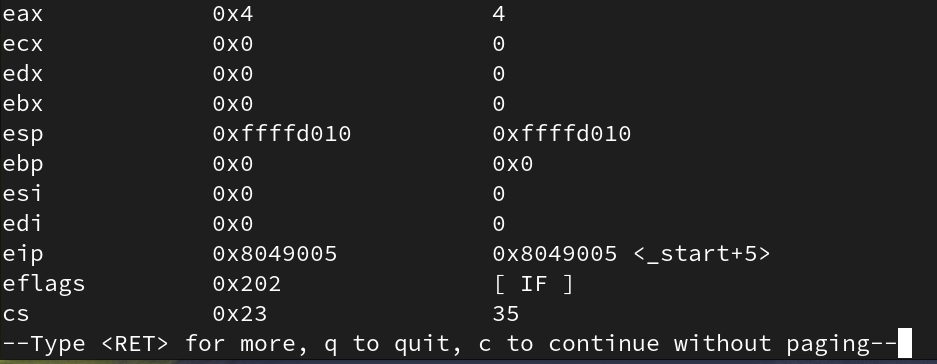 eax 0x4 4
ecx 0x0 0
edx 0x0 0
ebx 0x0 0
esp 0xffffd010 0xffffd010
ebp 0x0 0x0
esi 0x0 0
edi 0x0 0
eip 0x8049005 0x8049005 <_start+5>
eflags 0x202 [ IF ]
cs 0x23 35
--Type <RET> for more, q to quit, c to continue without paging--